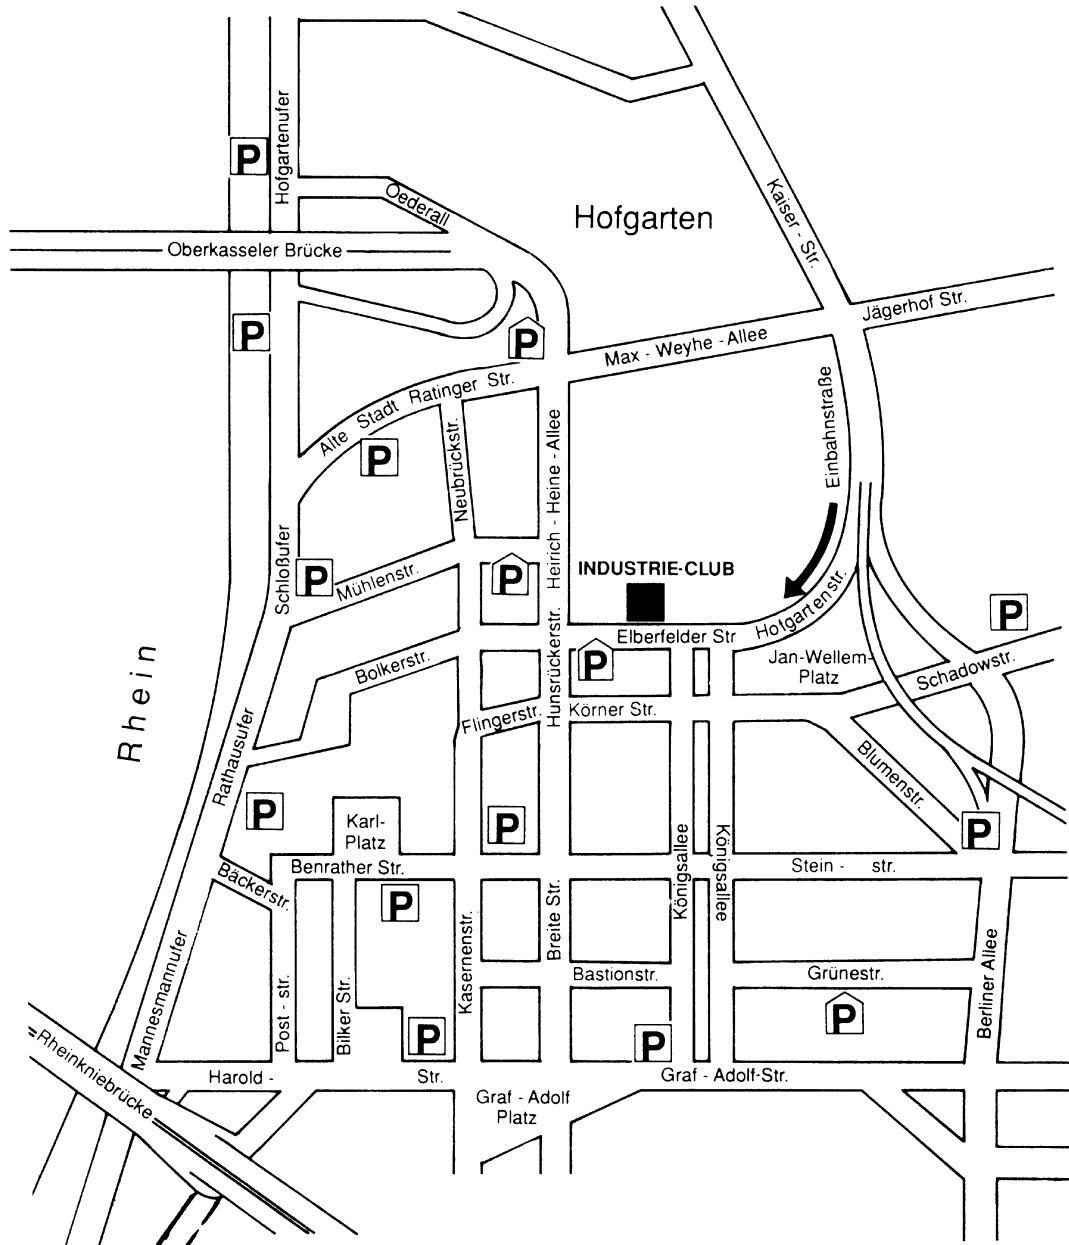 Hofgartenufer
P
Kaiser - Str.
Oederall
Hofgarten
Oberkasseler Brücke
Jägerhof Str.
P
P
Max - Weyhe - Allee
Alte Stadt Ratinger Str.
Einbahnstraße
P
Neubrückstr.
Heirich - Heine - Allee
Schloßufer
P
Mühlenstr.
P
INDUSTRIE-CLUB
Hotgartenstr.
P
Elberfelder Str
P
Hunsrückerstr.
Bolkerstr.
Jan-Wellem-
Platz
Schadowstr.
Rhein
Flingerstr.
Körner Str.
Rathausufer
Blumenstr.
P
Karl-
Platz
P
P
Königsallee
Königsallee
Benrather Str.
Stein - str.
Bäckerstr.
P
Breite Str.
Kasernenstr.
Bastionstr.
Grünestr.
Berliner Allee
Mannesmannufer
Post - str.
Bilker Str.
P
P
P
Rheinkniebrücke
Harold - Str.
Graf - Adolf-Str.
Graf - Adolf
Platz